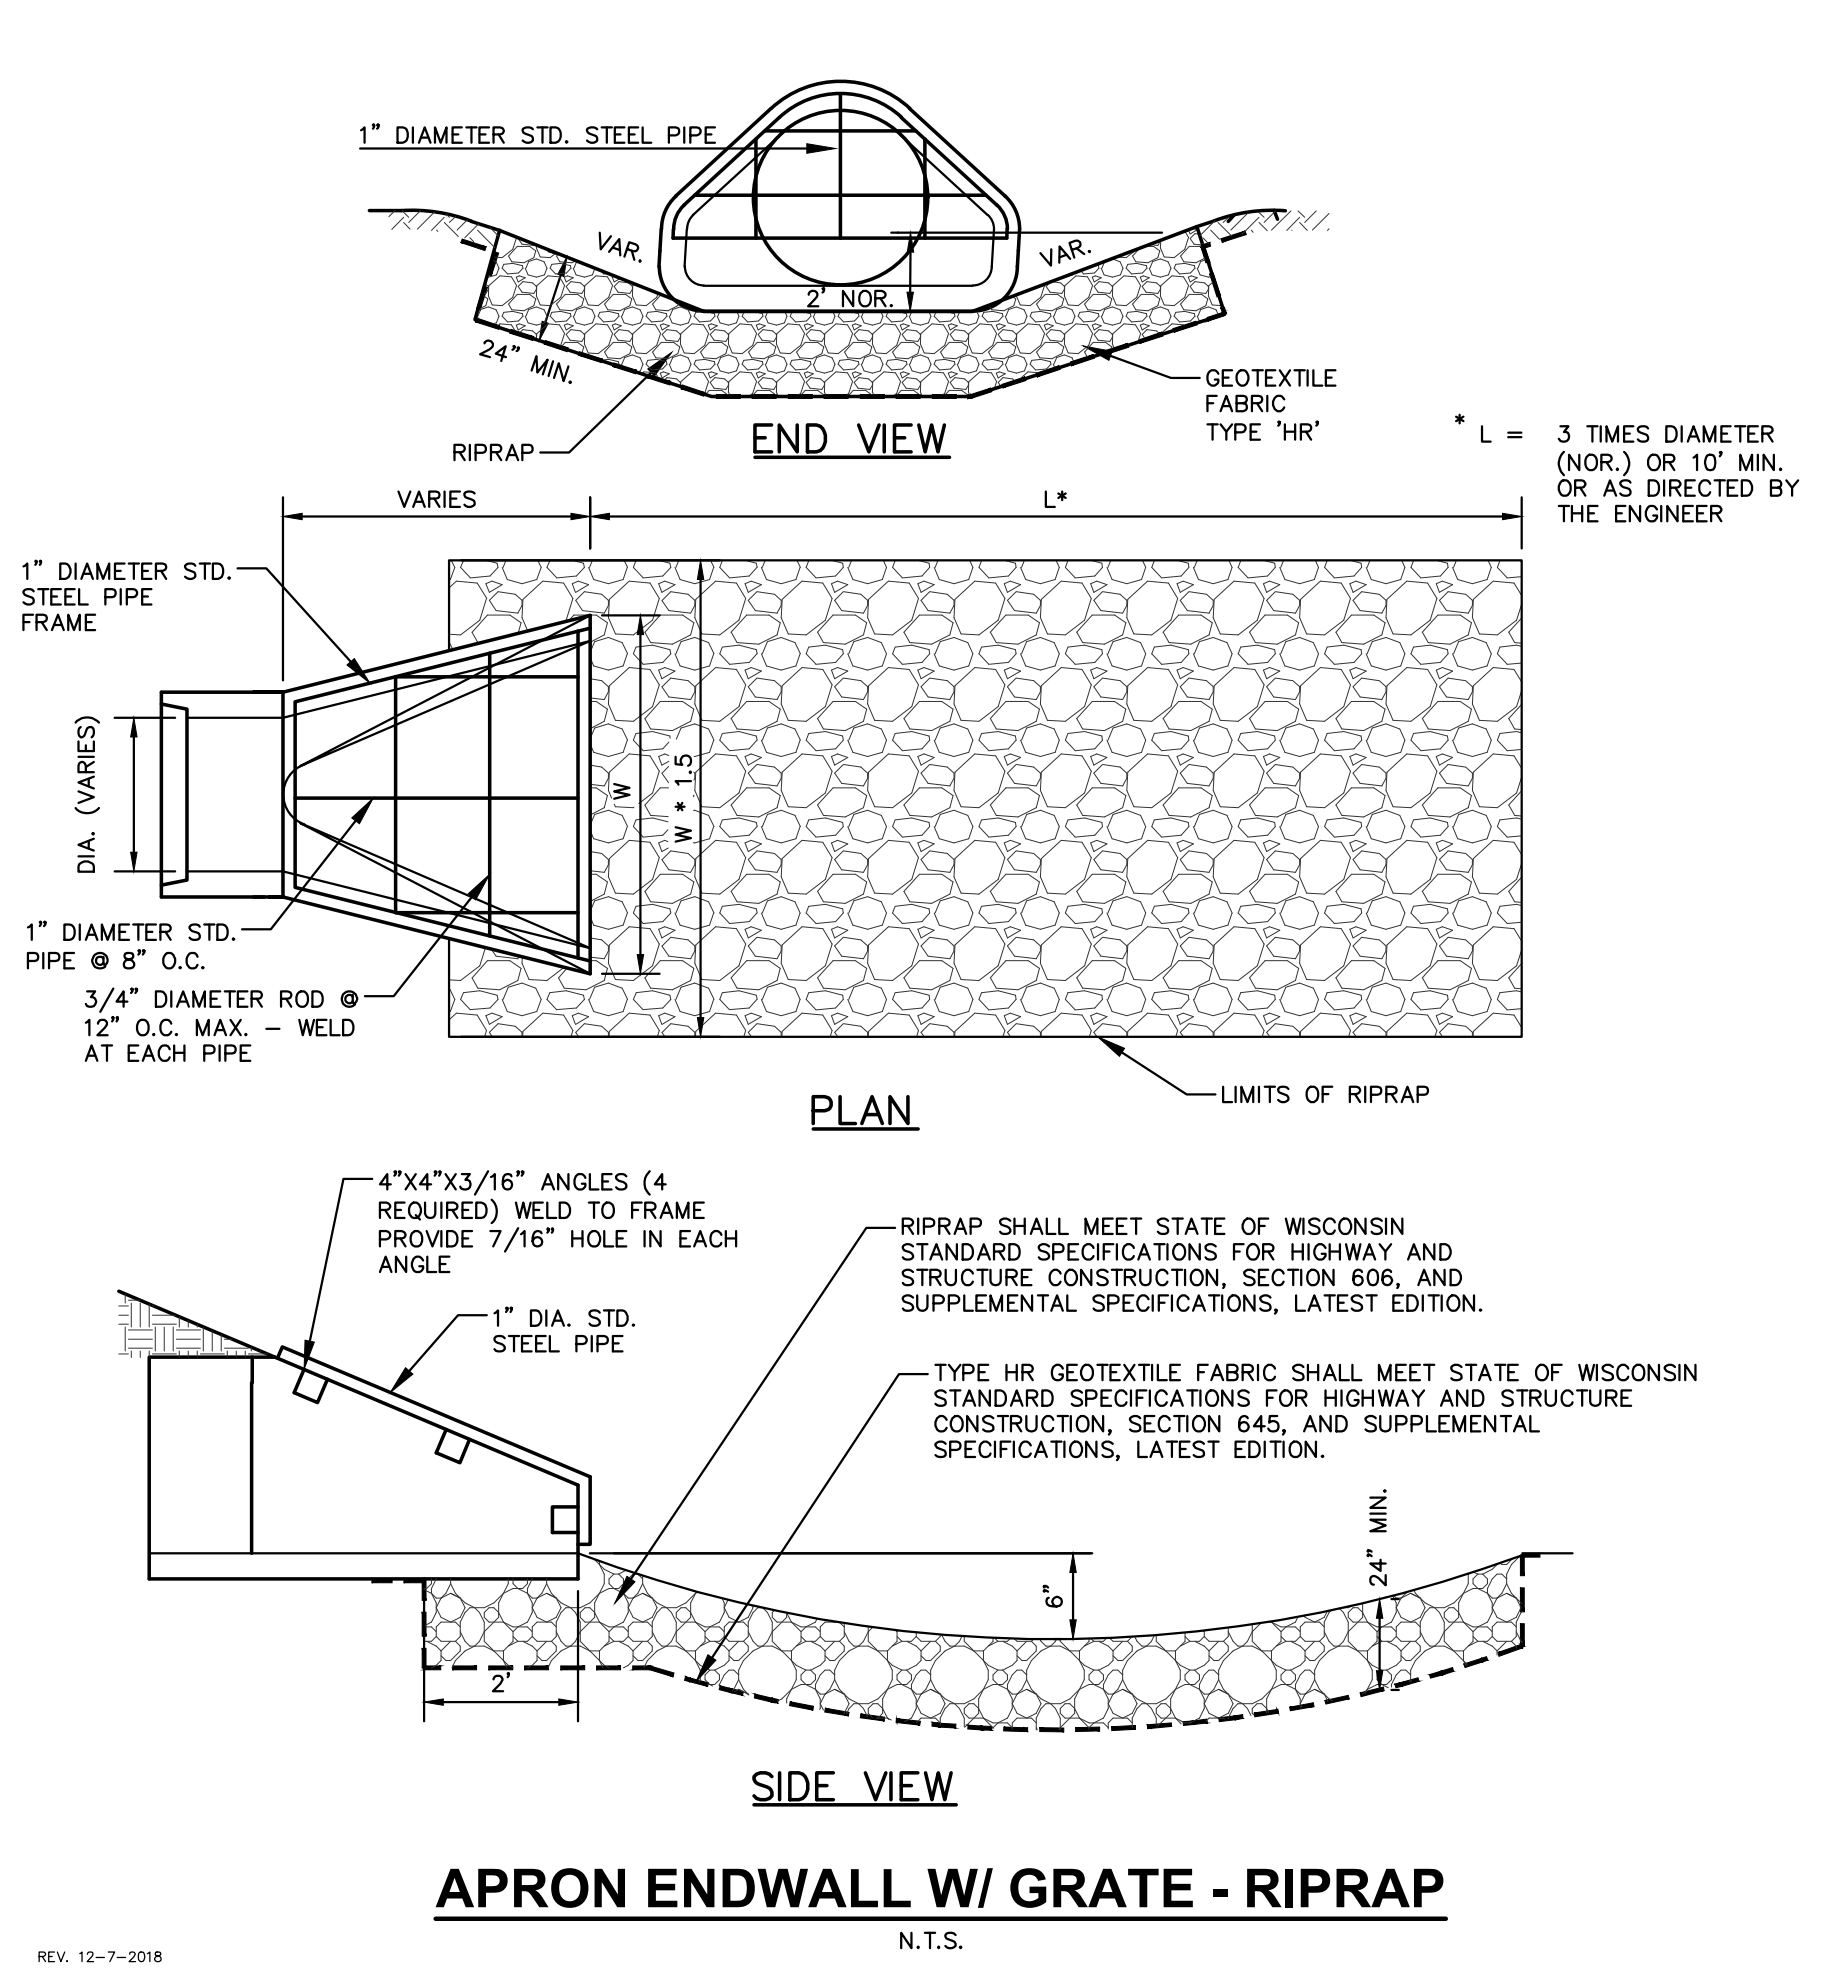 1" DIAMETER STD. STEEL PIPE
VAR.
VAR.
2' NOR.
24" MIN.
GEOTEXTILE
FABRIC
TYPE 'HR'
RIPRAP
END VIEW
* L = 3 TIMES DIAMETER
(NOR.) OR 10' MIN.
OR AS DIRECTED BY
THE ENGINEER
VARIES
L*
1" DIAMETER STD.
STEEL PIPE
FRAME
DIA. (VARIES)
W
W * 1.5
1" DIAMETER STD.
PIPE @ 8" O.C.
3/4" DIAMETER ROD @
12" O.C. MAX. – WELD
AT EACH PIPE
LIMITS OF RIPRAP
PLAN
4"X4"X3/16" ANGLES (4
REQUIRED) WELD TO FRAME
PROVIDE 7/16" HOLE IN EACH
ANGLE
1" DIA. STD.
STEEL PIPE
RIPRAP SHALL MEET STATE OF WISCONSIN
STANDARD SPECIFICATIONS FOR HIGHWAY AND
STRUCTURE CONSTRUCTION, SECTION 606, AND
SUPPLEMENTAL SPECIFICATIONS, LATEST EDITION.
TYPE HR GEOTEXTILE FABRIC SHALL MEET STATE OF WISCONSIN
STANDARD SPECIFICATIONS FOR HIGHWAY AND STRUCTURE
CONSTRUCTION, SECTION 645, AND SUPPLEMENTAL
SPECIFICATIONS, LATEST EDITION.
24" MIN.
6"
2'
SIDE VIEW
APRON ENDWALL W/ GRATE - RIPRAP
N.T.S.
REV. 12–7–2018